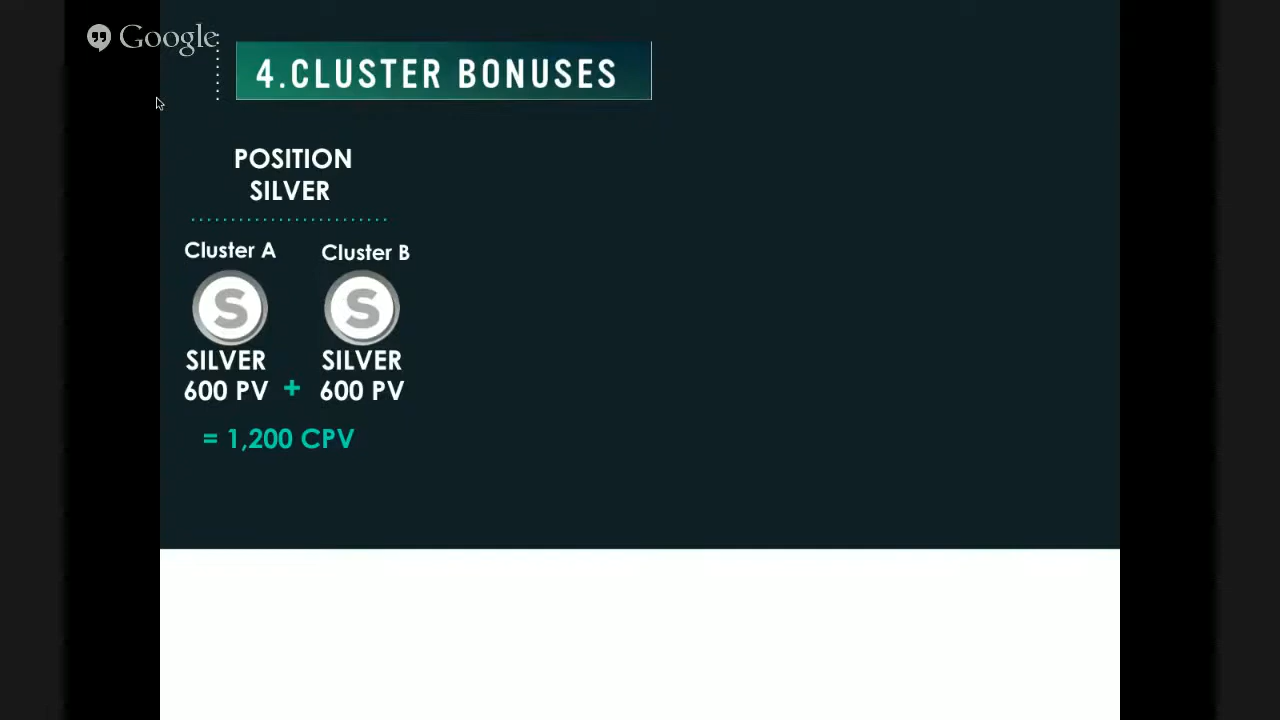 Google
4.CLUSTER BONUSES
POSITION
SILVER
Cluster A Cluster B
S S
SILVER SILVER
600 PV + 600 PV
= 1,200 CPV